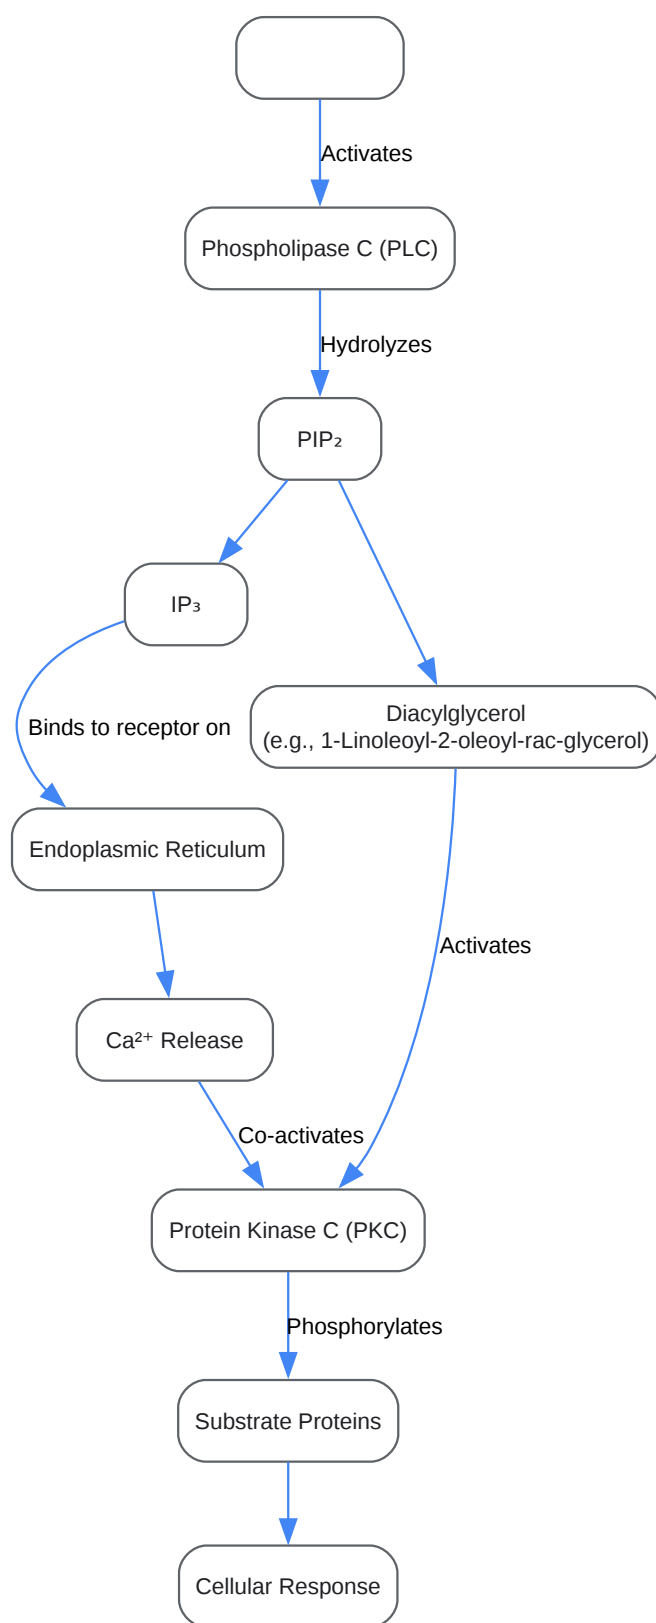 Activates
Phospholipase C (PLC)
Hydrolyzes
PIP₂
IP₃
Diacylglycerol
(e.g., 1-Linoleoyl-2-oleoyl-rac-glycerol)
Binds to receptor on
Endoplasmic Reticulum
Activates
Ca²⁺ Release
Co-activates
Protein Kinase C (PKC)
Phosphorylates
Substrate Proteins
Cellular Response